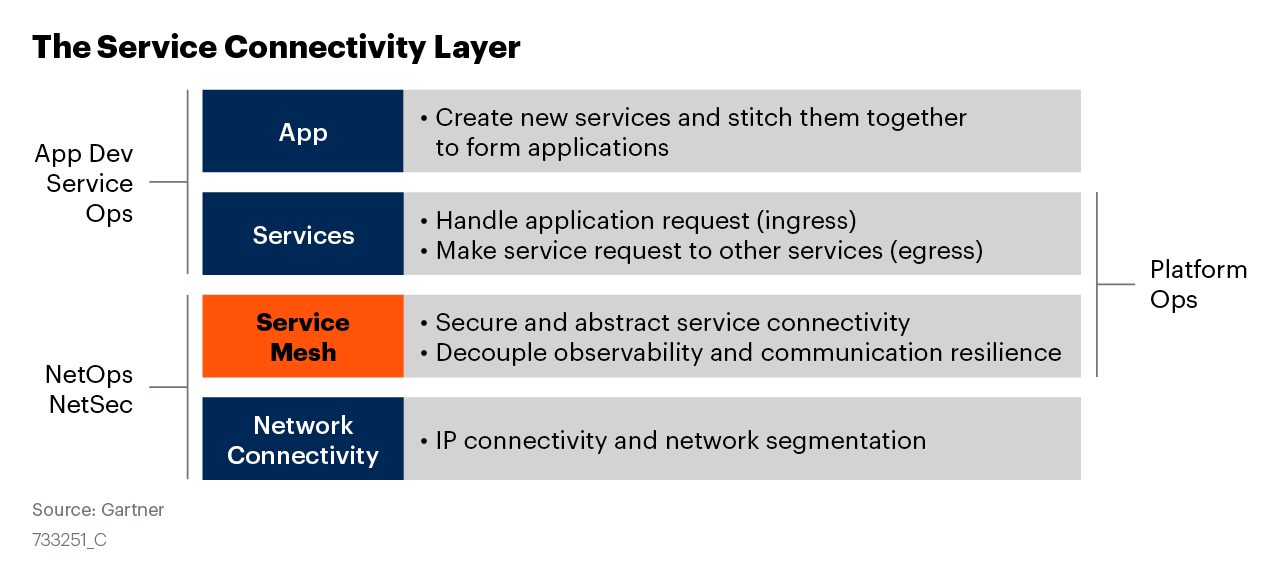 The Service Connectivity Layer
App Dev
Service
Ops
App
• Create new services and stitch them together
to form applications
Services
• Handle application request (ingress)
• Make service request to other services (egress)
Platform
Ops
NetOps
NetSec
Service
Mesh
• Secure and abstract service connectivity
• Decouple observability and communication resilience
Network
Connectivity
• IP connectivity and network segmentation
Source: Gartner
733251_C